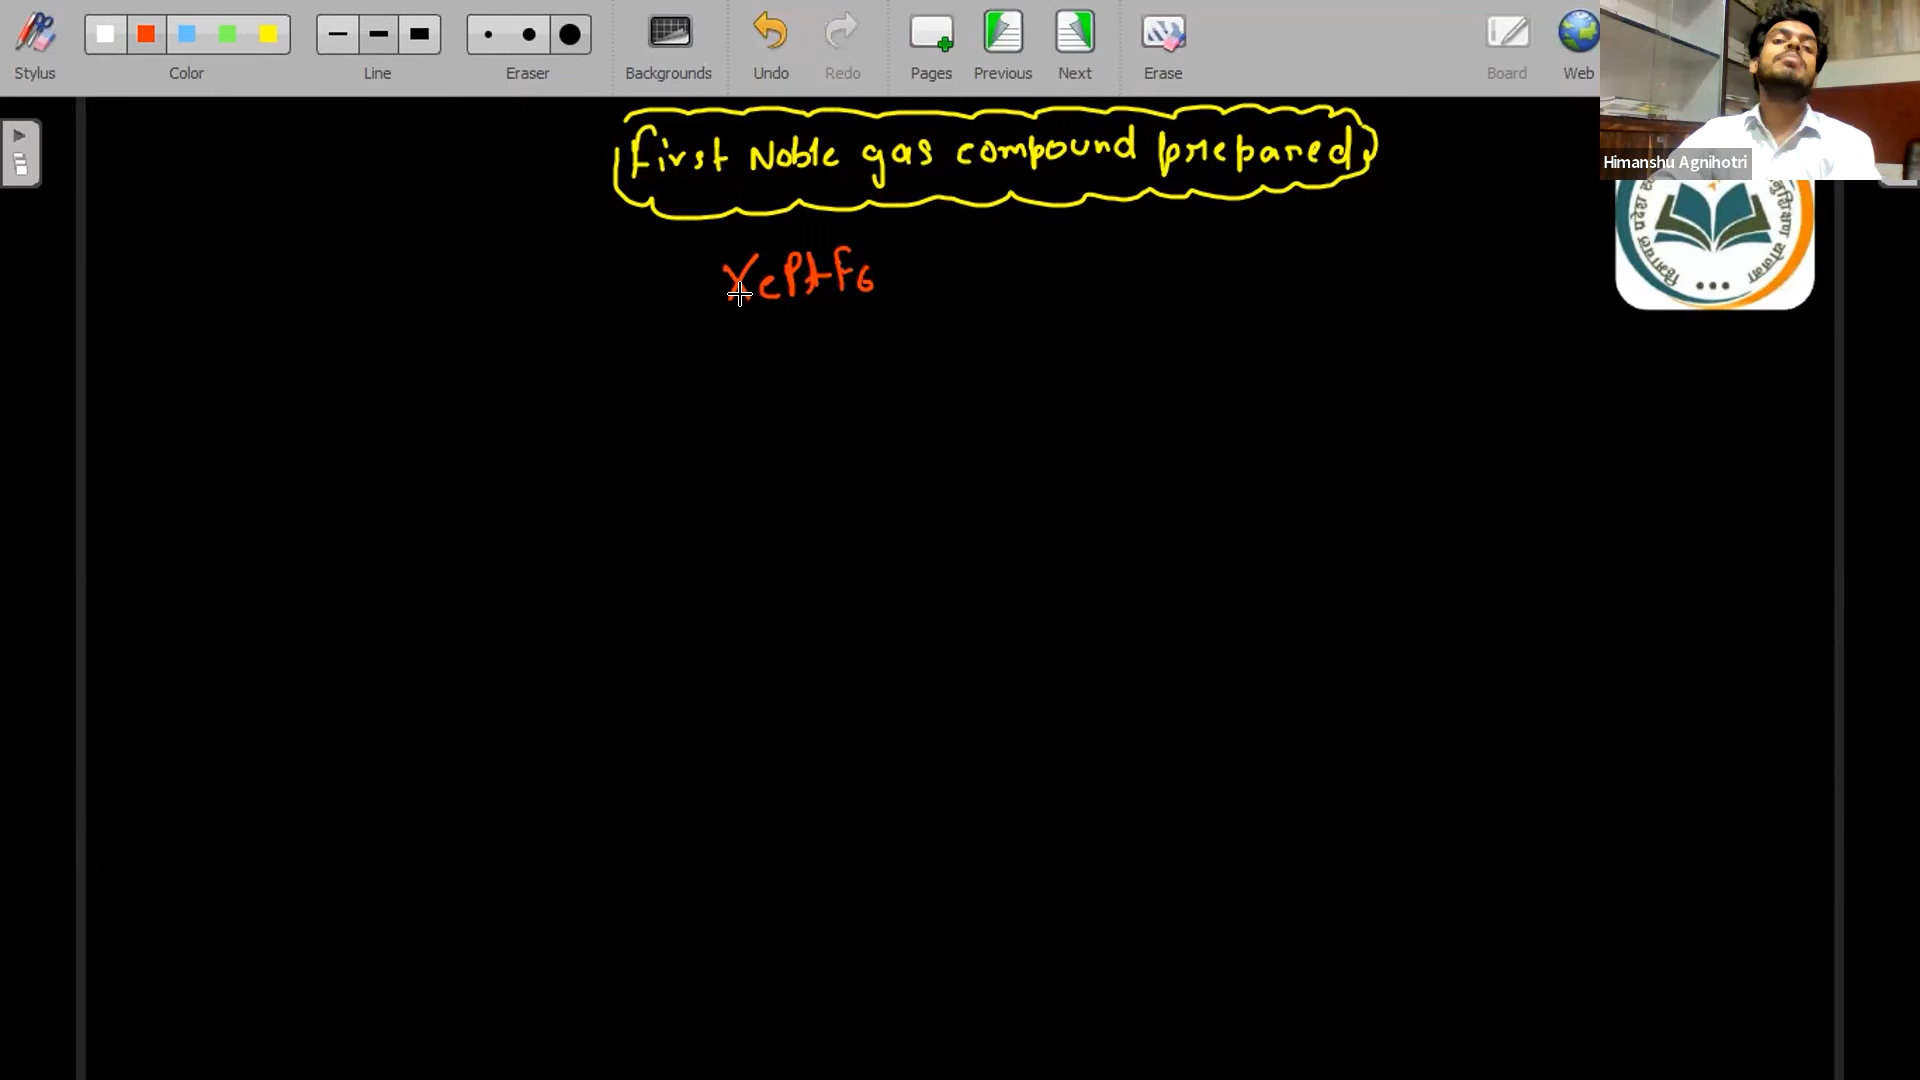 Stylus Color Line Eraser Backgrounds Undo Redo Pages Previous Next Erase Board Web
Himanshu Agnihotri
First Noble gas compound prepared
XePtF6